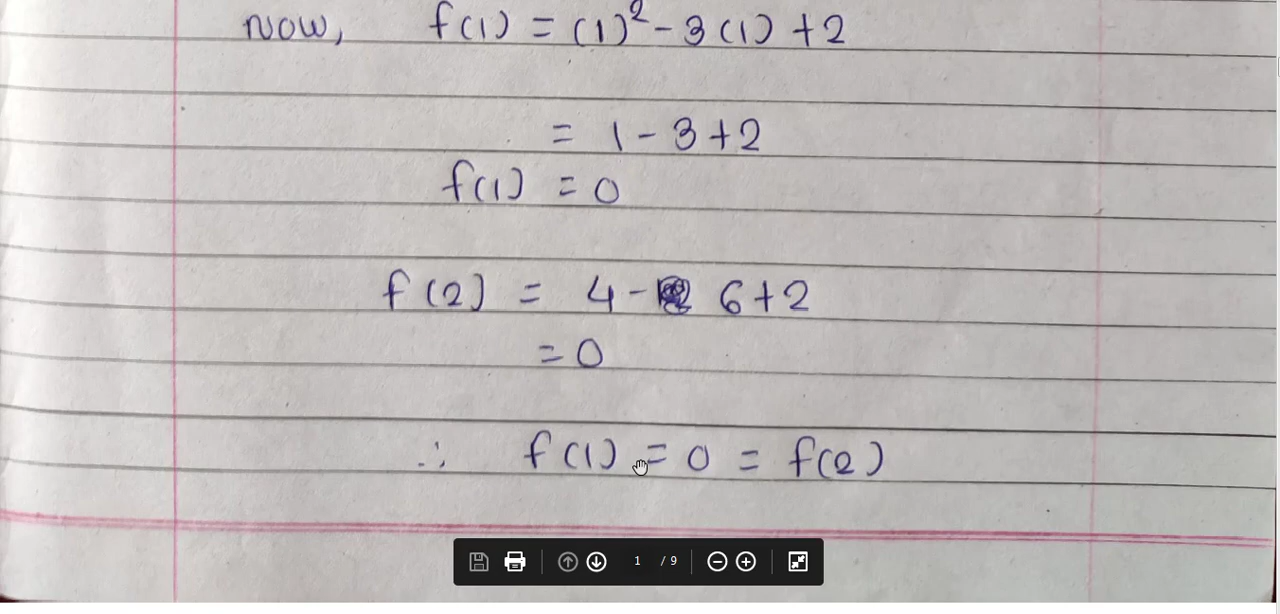 Now, f(1) = (1)² - 3(1) + 2
= 1 - 3 + 2
f(1) = 0
f(2) = 4 - 6 + 2
= 0
∴ f(1) = 0 = f(2)
1 / 9